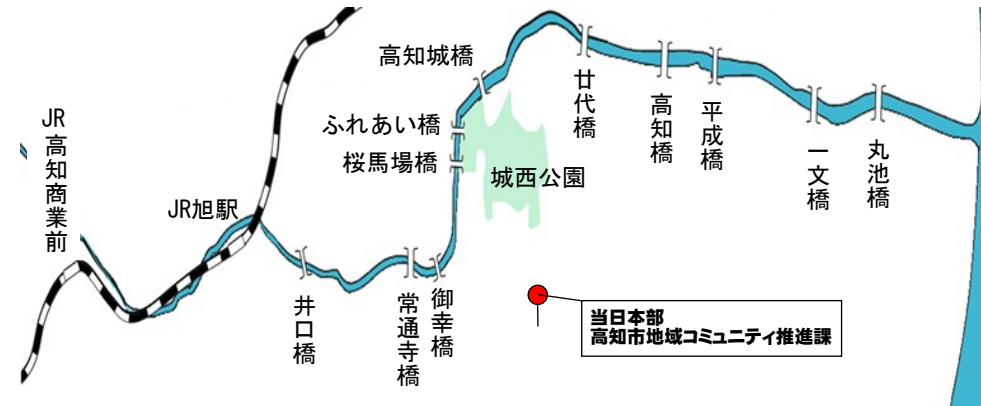 高知城橋
ふれあい橋
桜馬場橋
城西公園
廿代橋
高知橋
平成橋
一文橋
丸池橋
JR高知商業前
JR旭駅
井口橋
常通寺橋
御幸橋
当日本部
高知市地域コミュニティ推進課